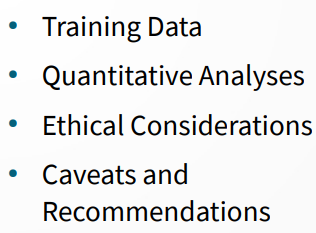 • Training Data
• Quantitative Analyses
• Ethical Considerations
• Caveats and
Recommendations